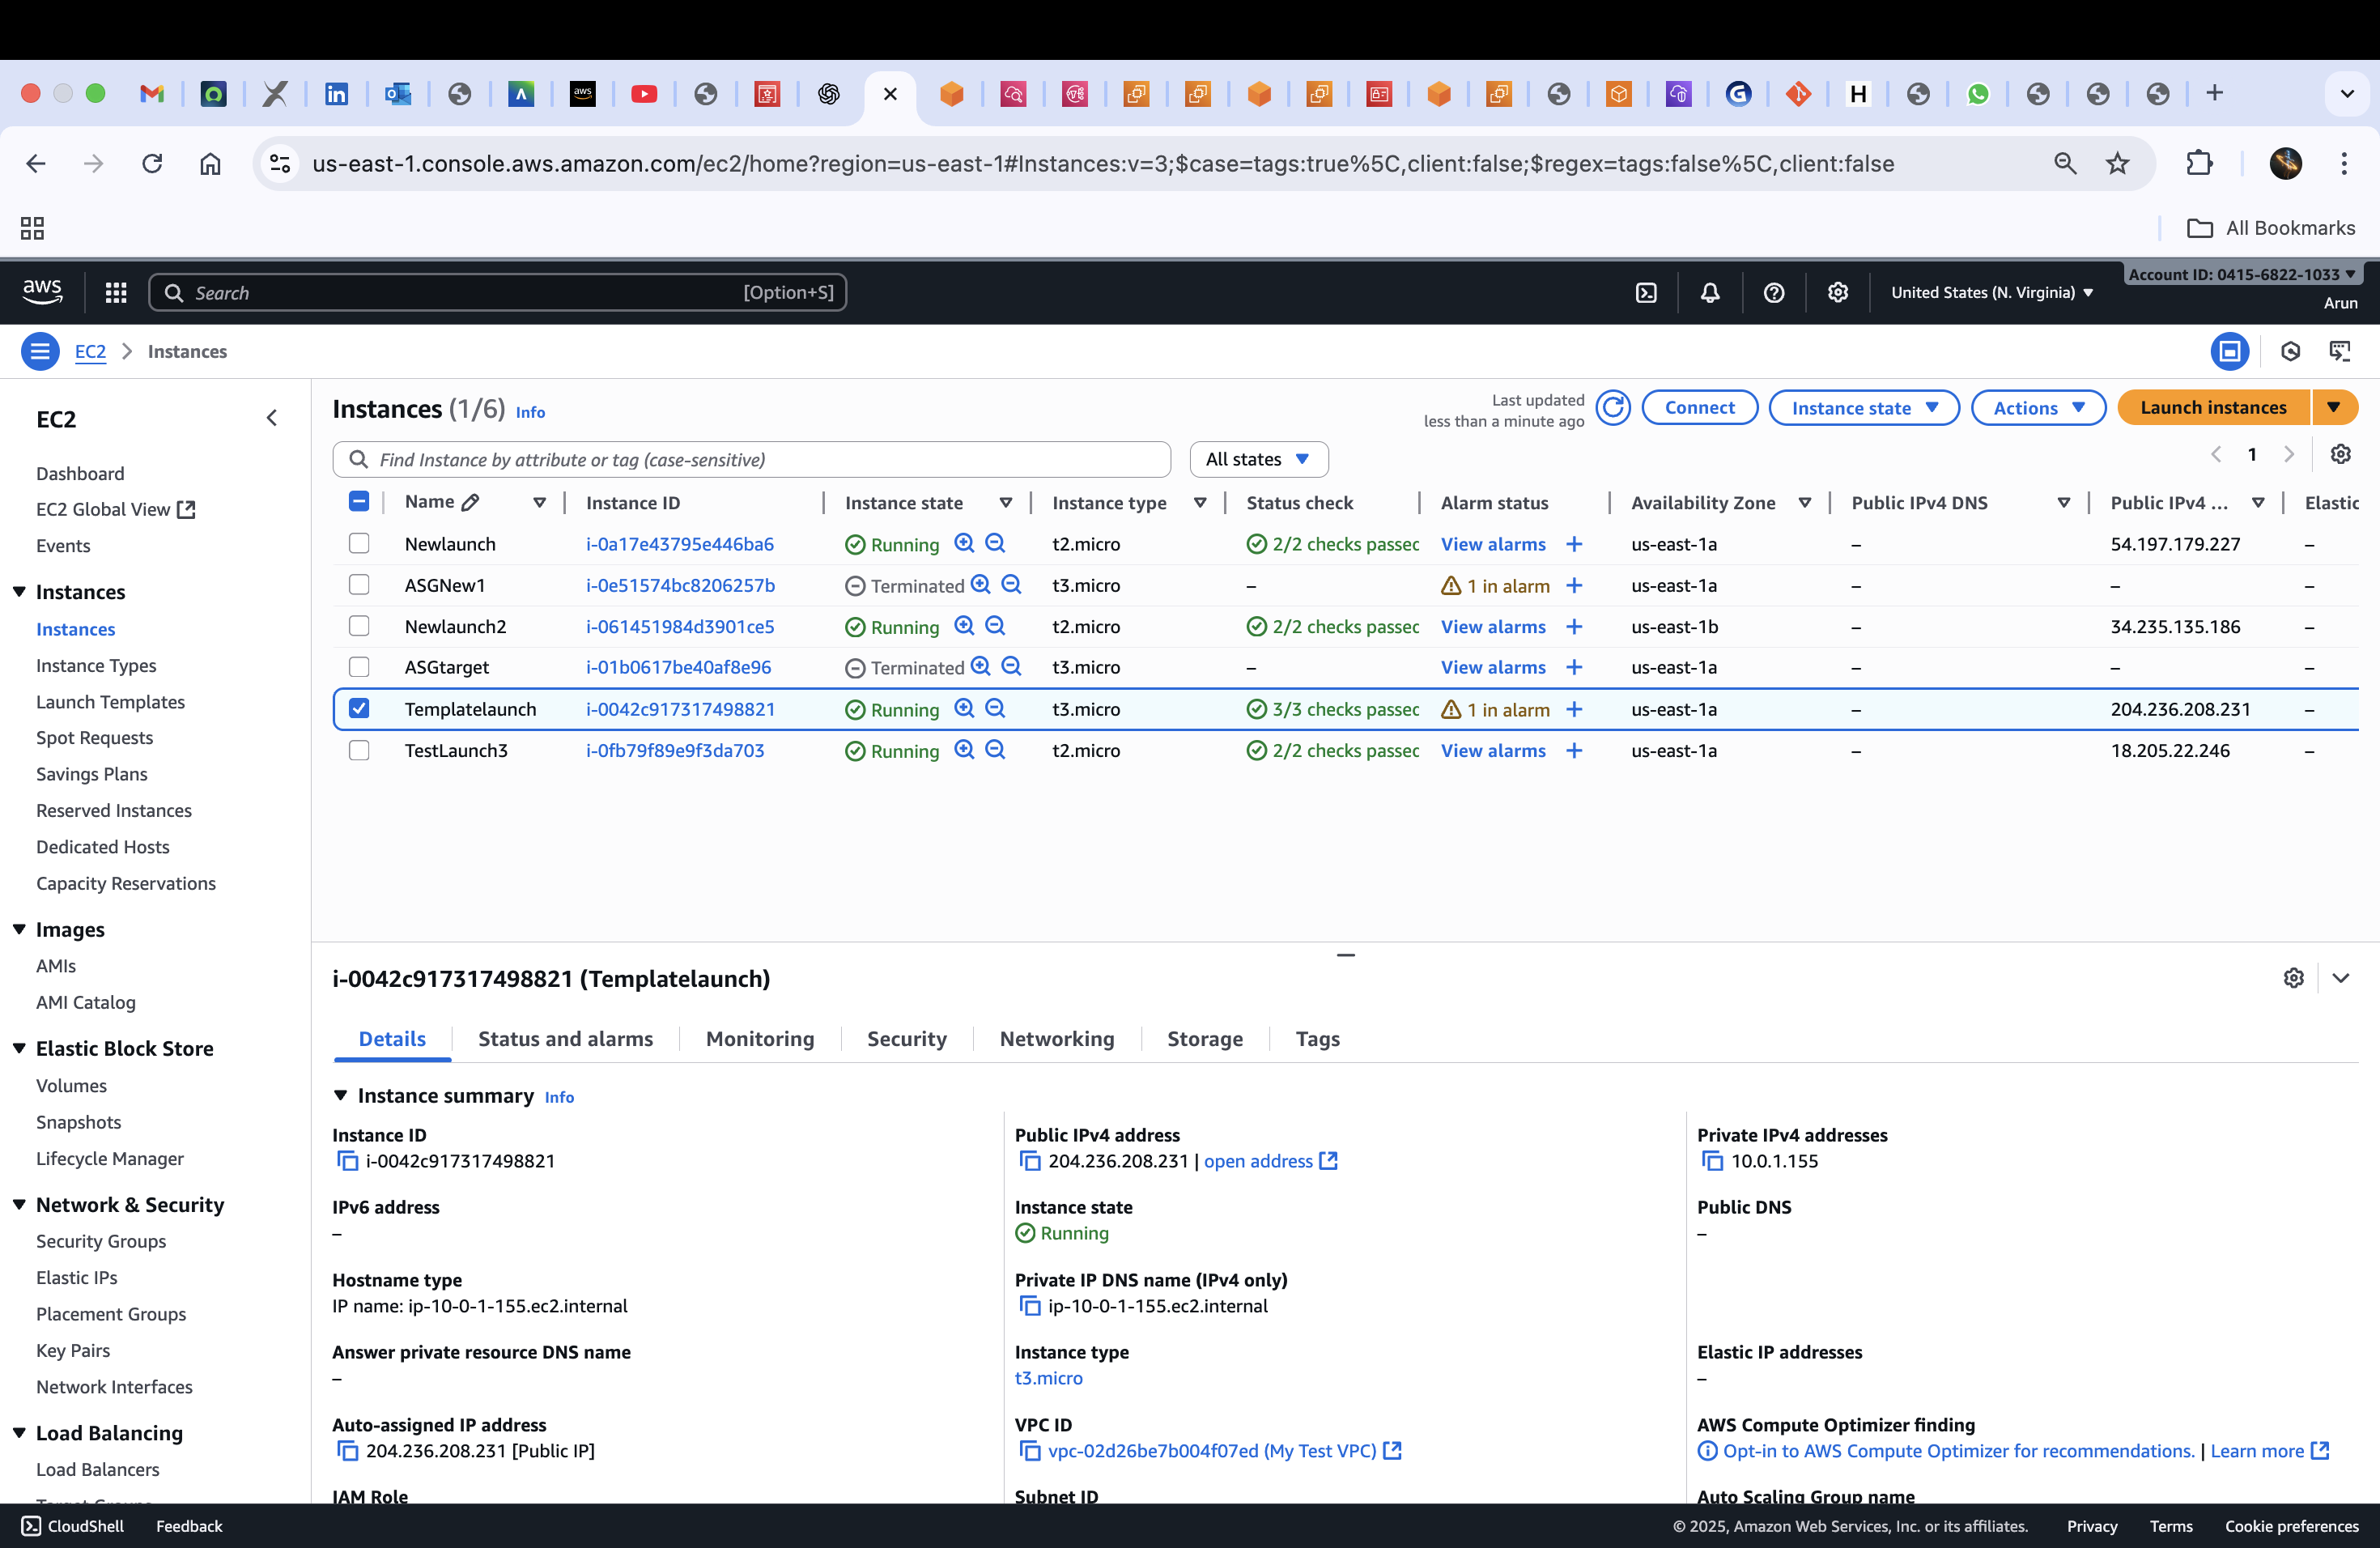 us-east-1.console.aws.amazon.com/ec2/home?region=us-east-1#Instances:v=3;$case=tags:true%5C,client:false;$regex=tags:false%5C,client:false
All Bookmarks
aws
Search
[Option+S]
United States (N. Virginia)
Account ID: 0415-6822-1033
Arun
EC2
Instances
EC2
Dashboard
EC2 Global View
Events
Instances
Instances
Instance Types
Launch Templates
Spot Requests
Savings Plans
Reserved Instances
Dedicated Hosts
Capacity Reservations
Images
AMIs
AMI Catalog
Elastic Block Store
Volumes
Snapshots
Lifecycle Manager
Network & Security
Security Groups
Elastic IPs
Placement Groups
Key Pairs
Network Interfaces
Load Balancing
Load Balancers
Instances (1/6) Info
Last updated
less than a minute ago
Connect
Instance state
Actions
Launch instances
Find Instance by attribute or tag (case-sensitive)
All states
1
Name Instance ID Instance state Instance type Status check Alarm status Availability Zone Public IPv4 DNS Public IPv4 ... Elastic
Newlaunch i-0a17e43795e446ba6 Running t2.micro 2/2 checks passec View alarms + us-east-1a – 54.197.179.227 –
ASGNew1 i-0e51574bc8206257b Terminated t3.micro – 1 in alarm + us-east-1a – – –
Newlaunch2 i-061451984d3901ce5 Running t2.micro 2/2 checks passec View alarms + us-east-1b – 34.235.135.186 –
ASGtarget i-01b0617be40af8e96 Terminated t3.micro – View alarms + us-east-1a – – –
Templatelaunch i-0042c917317498821 Running t3.micro 3/3 checks passec 1 in alarm + us-east-1a – 204.236.208.231 –
TestLaunch3 i-0fb79f89e9f3da703 Running t2.micro 2/2 checks passec View alarms + us-east-1a – 18.205.22.246 –
i-0042c917317498821 (Templatelaunch)
Details Status and alarms Monitoring Security Networking Storage Tags
Instance summary Info
Instance ID
i-0042c917317498821
Public IPv4 address
204.236.208.231 | open address
Private IPv4 addresses
10.0.1.155
IPv6 address
–
Instance state
Running
Public DNS
–
Hostname type
IP name: ip-10-0-1-155.ec2.internal
Private IP DNS name (IPv4 only)
ip-10-0-1-155.ec2.internal
Answer private resource DNS name
–
Instance type
t3.micro
Elastic IP addresses
–
Auto-assigned IP address
204.236.208.231 [Public IP]
VPC ID
vpc-02d26be7b004f07ed (My Test VPC)
AWS Compute Optimizer finding
Opt-in to AWS Compute Optimizer for recommendations. | Learn more
IAM Role
Subnet ID
Auto Scaling Group name
CloudShell
Feedback
© 2025, Amazon Web Services, Inc. or its affiliates.
Privacy
Terms
Cookie preferences